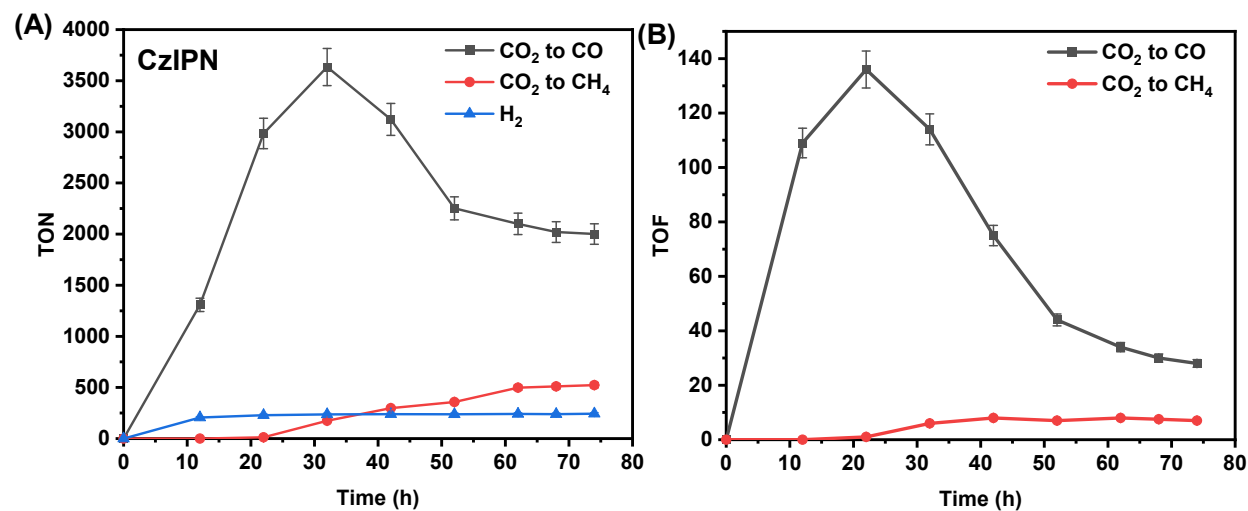 (A)
CzIPN
CO₂ to CO
CO₂ to CH₄
H₂
4000
3500
3000
2500
2000
1500
1000
500
0
TON
0 10 20 30 40 50 60 70 80
Time (h)
(B)
CO₂ to CO
CO₂ to CH₄
140
120
100
80
60
40
20
0
TOF
0 10 20 30 40 50 60 70 80
Time (h)